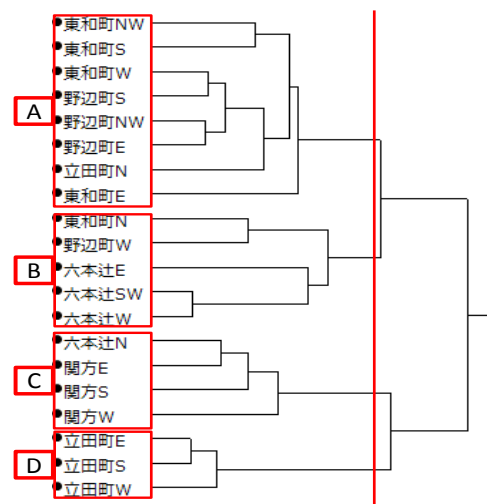 東和町NW
東和町S
東和町W
野辺町S
A
野辺町NW
野辺町E
立田町N
東和町E
東和町N
野辺町W
B
六本辻E
六本辻SW
六本辻W
六本辻N
関方E
C
関方S
関方W
立田町E
D
立田町S
立田町W